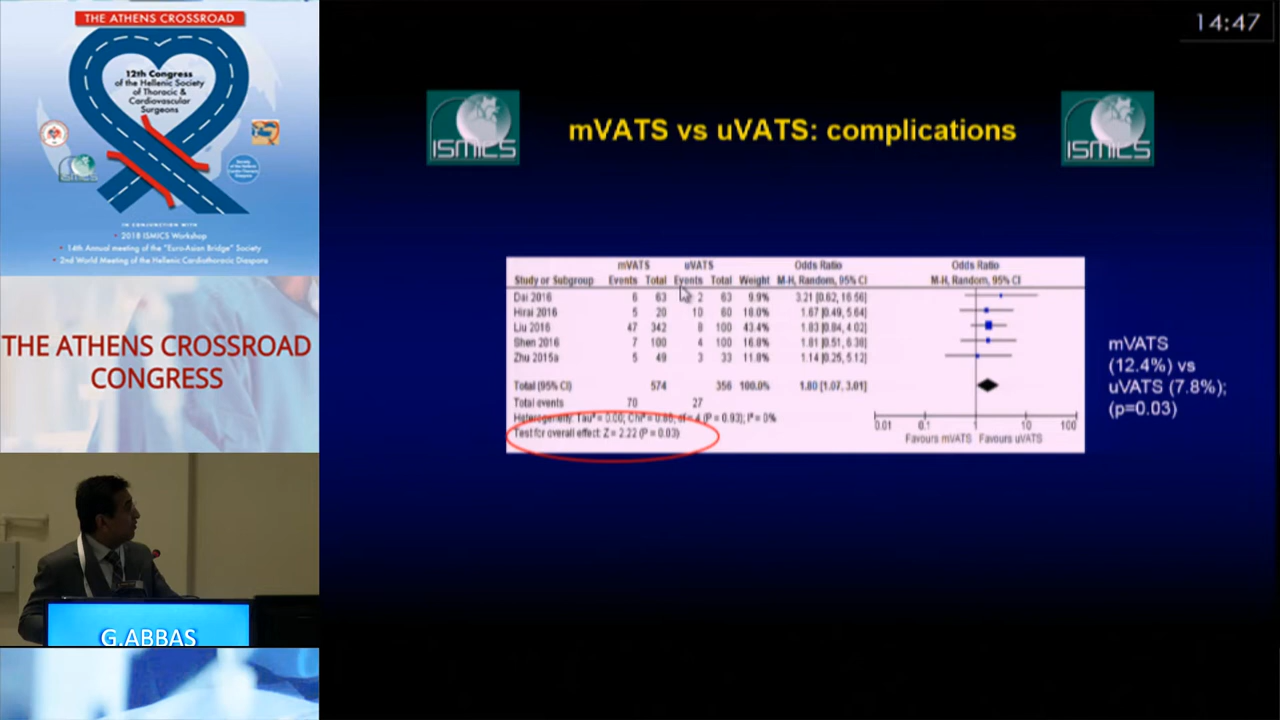 THE ATHENS CROSSROAD
12th Congress
of the Hellenic Society
of Thoracic &
Cardiovascular
Surgeons
ISMICS
IN CONJUNCTION WITH
• 2018 ISMICS Workshop
• 14th Annual meeting of the "Euro-Asian Bridge" Society
• 2nd World Meeting of the Hellenic Cardiothoracic Diaspora
THE ATHENS CROSSROAD
CONGRESS
G.ABBAS
14:47
ISMICS
mVATS vs uVATS: complications
ISMICS
mVATS uVATS Odds Ratio Odds Ratio
Study or Subgroup Events Total Events Total Weight M-H, Random, 95% CI M-H, Random, 95% CI
Dai 2016 6 63 2 63 9.9% 3.21 [0.62, 16.56]
Hirai 2016 5 20 10 60 18.0% 1.67 [0.49, 5.64]
Liu 2016 47 342 8 100 43.4% 1.83 [0.84, 4.02]
Shen 2016 7 100 4 100 16.8% 1.81 [0.51, 6.38]
Zhu 2015a 5 49 3 33 11.8% 1.14 [0.25, 5.12]
Total (95% CI) 574 356 100.0% 1.80 [1.07, 3.01]
Total events 70 27
Heterogeneity: Tau² = 0.00; Chi² = 0.86, df = 4 (P = 0.93); I² = 0%
Test for overall effect: Z = 2.22 (P = 0.03)
0.01 0.1 1 10 100
Favours mVATS Favours uVATS
mVATS
(12.4%) vs
uVATS (7.8%);
(p=0.03)